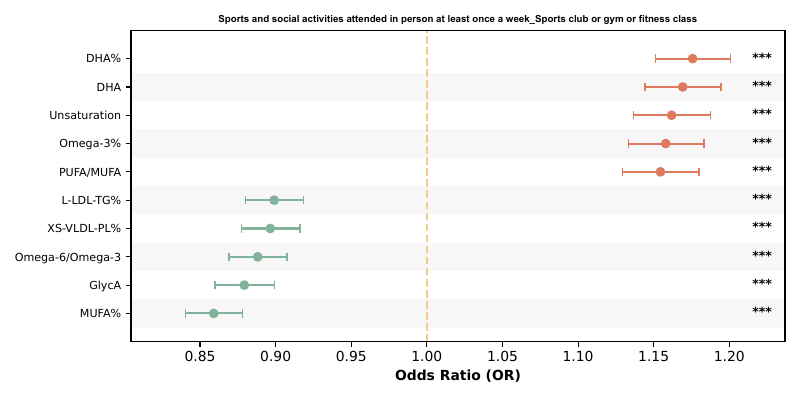 Sports and social activities attended in person at least once a week_Sports club or gym or fitness class
DHA% ***
DHA ***
Unsaturation ***
Omega-3% ***
PUFA/MUFA ***
L-LDL-TG% ***
XS-VLDL-PL% ***
Omega-6/Omega-3 ***
GlycA ***
MUFA% ***
0.85 0.90 0.95 1.00 1.05 1.10 1.15 1.20
Odds Ratio (OR)